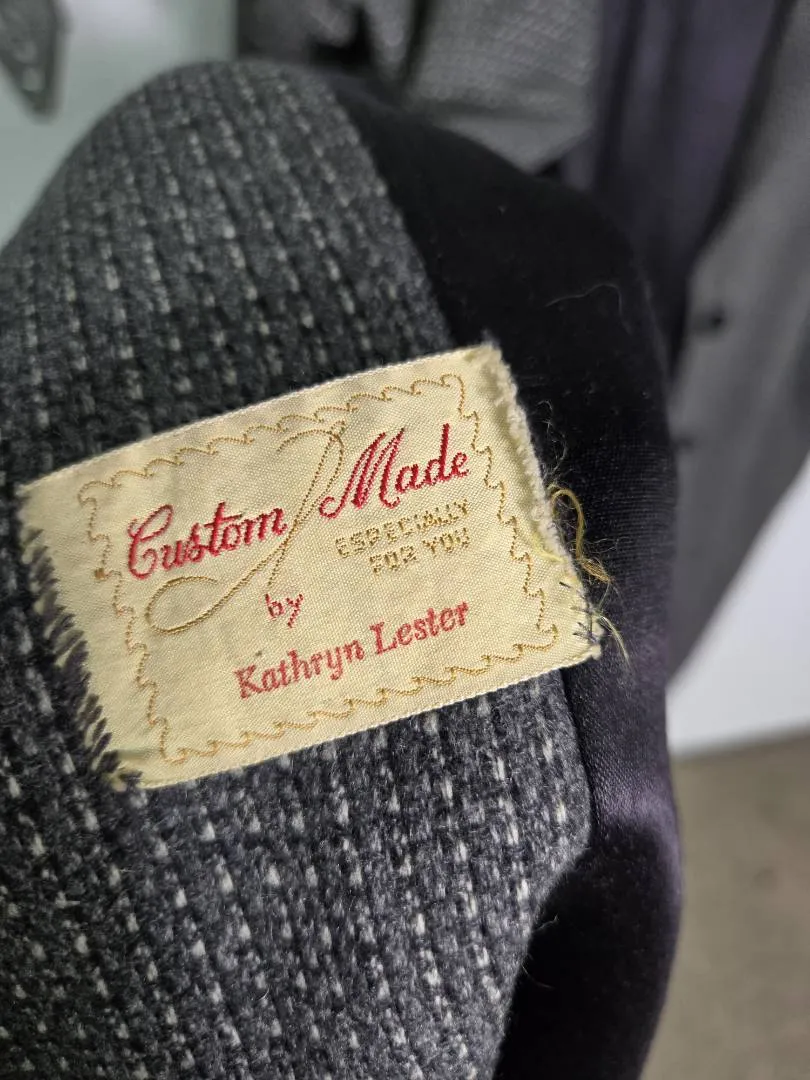 Custom Made
ESPECIALLY
FOR YOU
by
Kathryn Lester